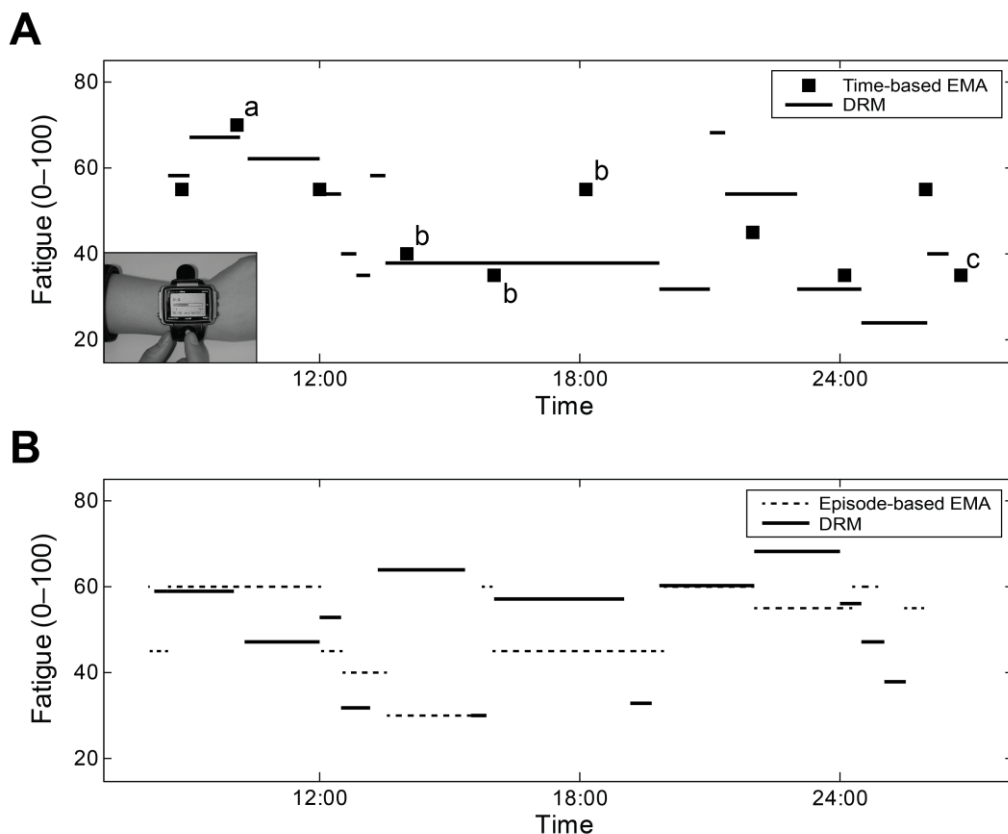 A
80
60
40
20
Fatigue (0–100)
a
b
b
b
c
Time-based EMA
DRM
12:00
18:00
24:00
Time
B
80
60
40
20
Fatigue (0–100)
Episode-based EMA
DRM
12:00
18:00
24:00
Time